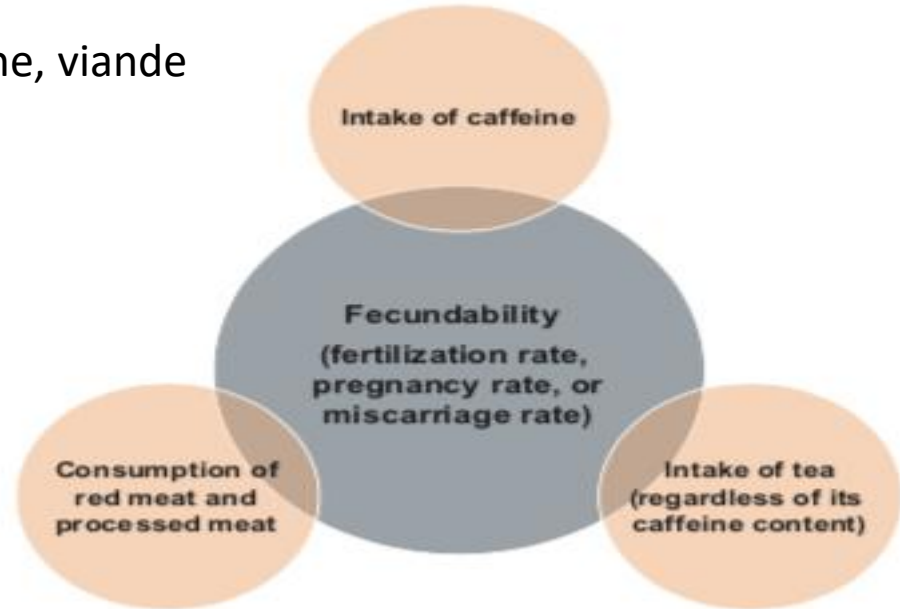 viande
Intake of caffeine
Fecundability
(fertilization rate,
pregnancy rate, or
miscarriage rate)
Consumption of
red meat and
processed meat
Intake of tea
(regardless of its
caffeine content)